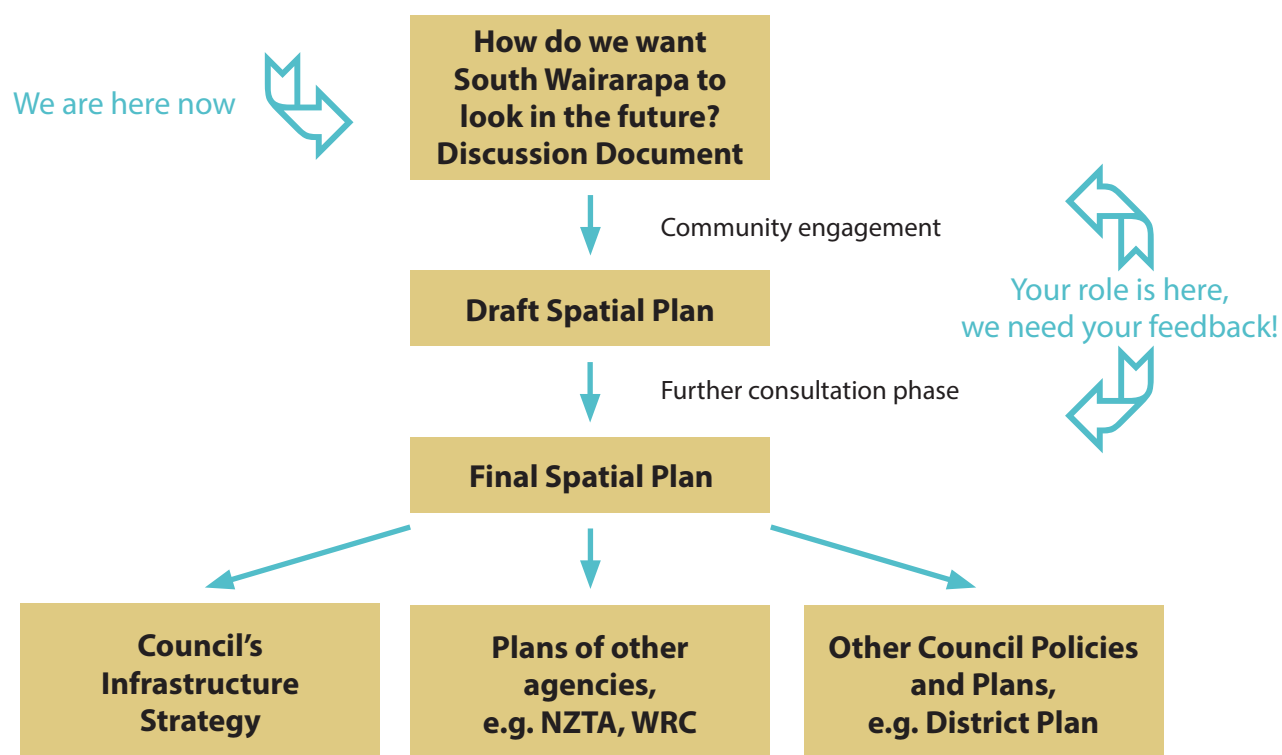 We are here now
How do we want
South Wairarapa to
look in the future?
Discussion Document
Community engagement
Draft Spatial Plan
Your role is here,
we need your feedback!
Further consultation phase
Final Spatial Plan
Council’s
Infrastructure
Strategy
Plans of other
agencies,
e.g. NZTA, WRC
Other Council Policies
and Plans,
e.g. District Plan